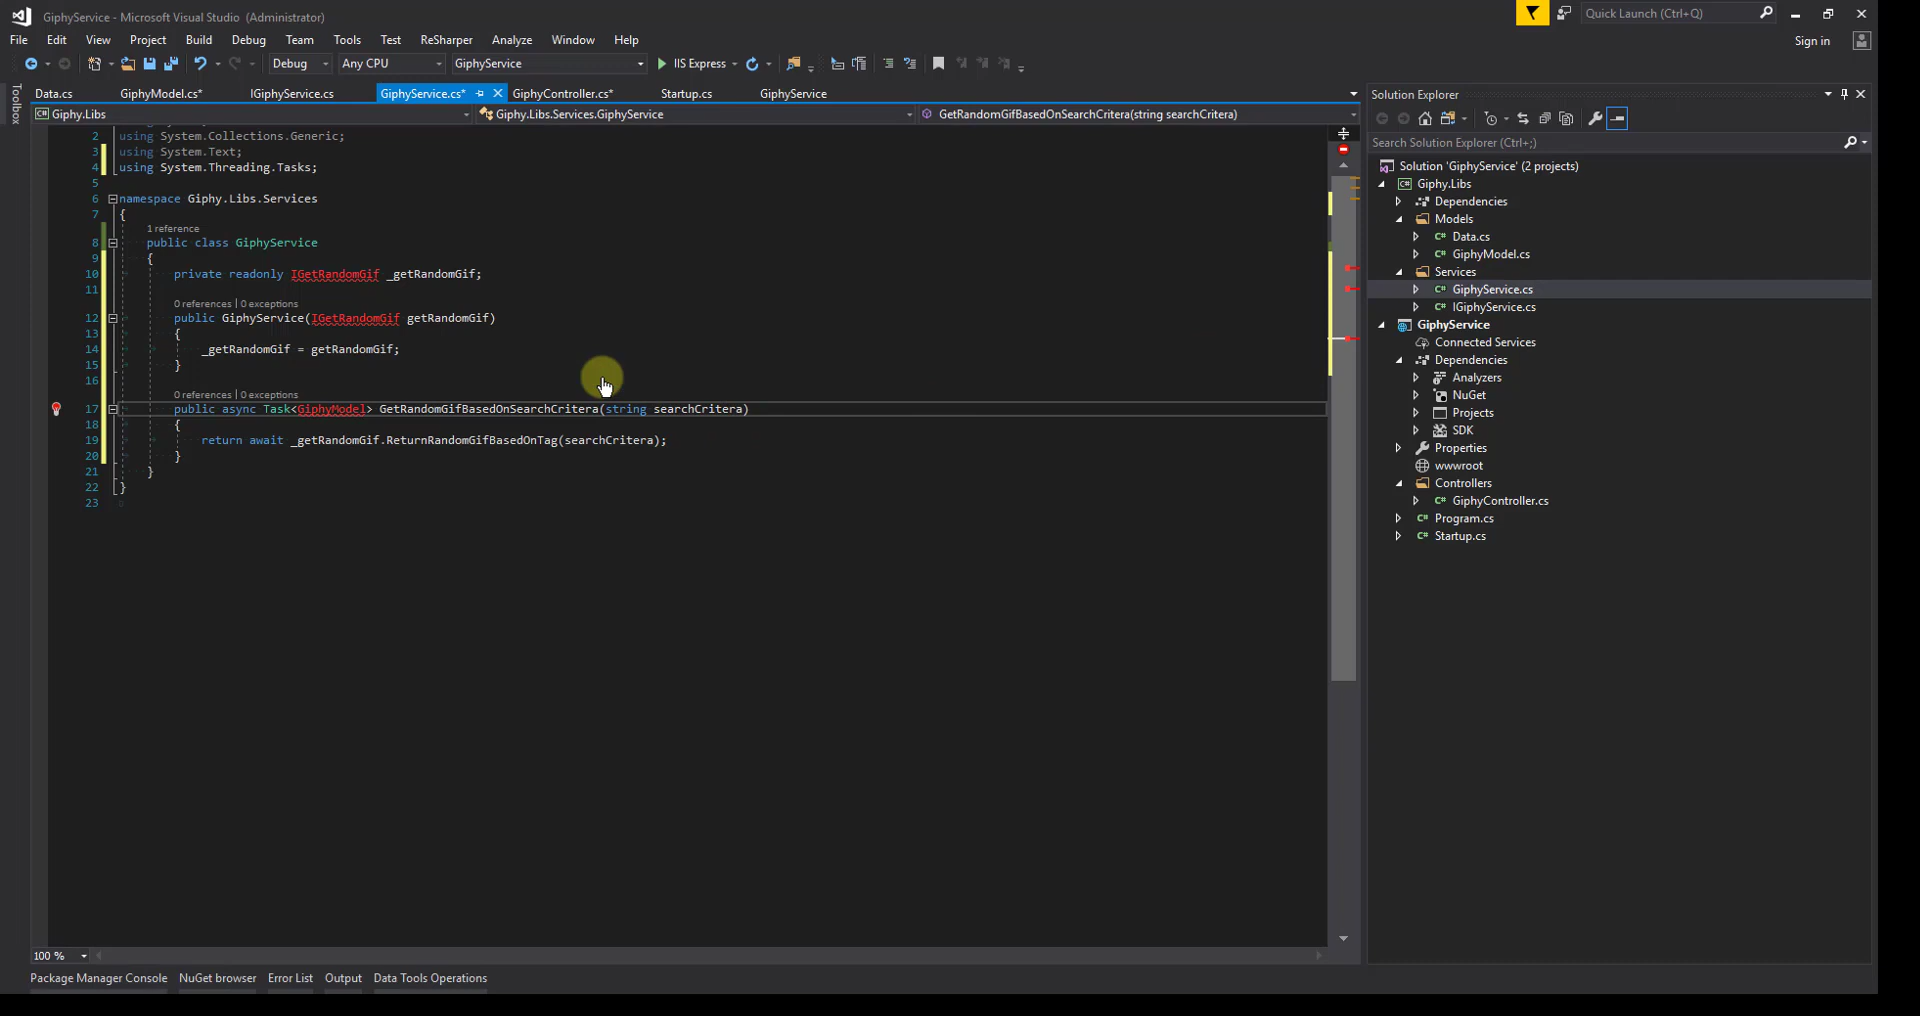 GiphyService - Microsoft Visual Studio (Administrator)
Quick Launch (Ctrl+Q)
File Edit View Project Build Debug Team Tools Test ReSharper Analyze Window Help
Sign in
Debug Any CPU GiphyService IIS Express
Toolbox
Data.cs GiphyModel.cs* IGiphyService.cs GiphyService.cs* GiphyController.cs* Startup.cs GiphyService
Giphy.Libs Giphy.Libs.Services.GiphyService GetRandomGifBasedOnSearchCritera(string searchCritera)
2 using System.Collections.Generic;
3 using System.Text;
4 using System.Threading.Tasks;
5
6 namespace Giphy.Libs.Services
7 {
1 reference
8 public class GiphyService
9 {
10 private readonly IGetRandomGif _getRandomGif;
11
0 references | 0 exceptions
12 public GiphyService(IGetRandomGif getRandomGif)
13 {
14 _getRandomGif = getRandomGif;
15 }
16
0 references | 0 exceptions
17 public async Task<GiphyModel> GetRandomGifBasedOnSearchCritera(string searchCritera)
18 {
19 return await _getRandomGif.ReturnRandomGifBasedOnTag(searchCritera);
20 }
21 }
22 }
23
100 %
Package Manager Console NuGet browser Error List Output Data Tools Operations
Solution Explorer
Search Solution Explorer (Ctrl+;)
Solution 'GiphyService' (2 projects)
C# Giphy.Libs
Dependencies
Models
C# Data.cs
C# GiphyModel.cs
Services
C# GiphyService.cs
C# IGiphyService.cs
GiphyService
Connected Services
Dependencies
Analyzers
NuGet
Projects
SDK
Properties
wwwroot
Controllers
C# GiphyController.cs
C# Program.cs
C# Startup.cs